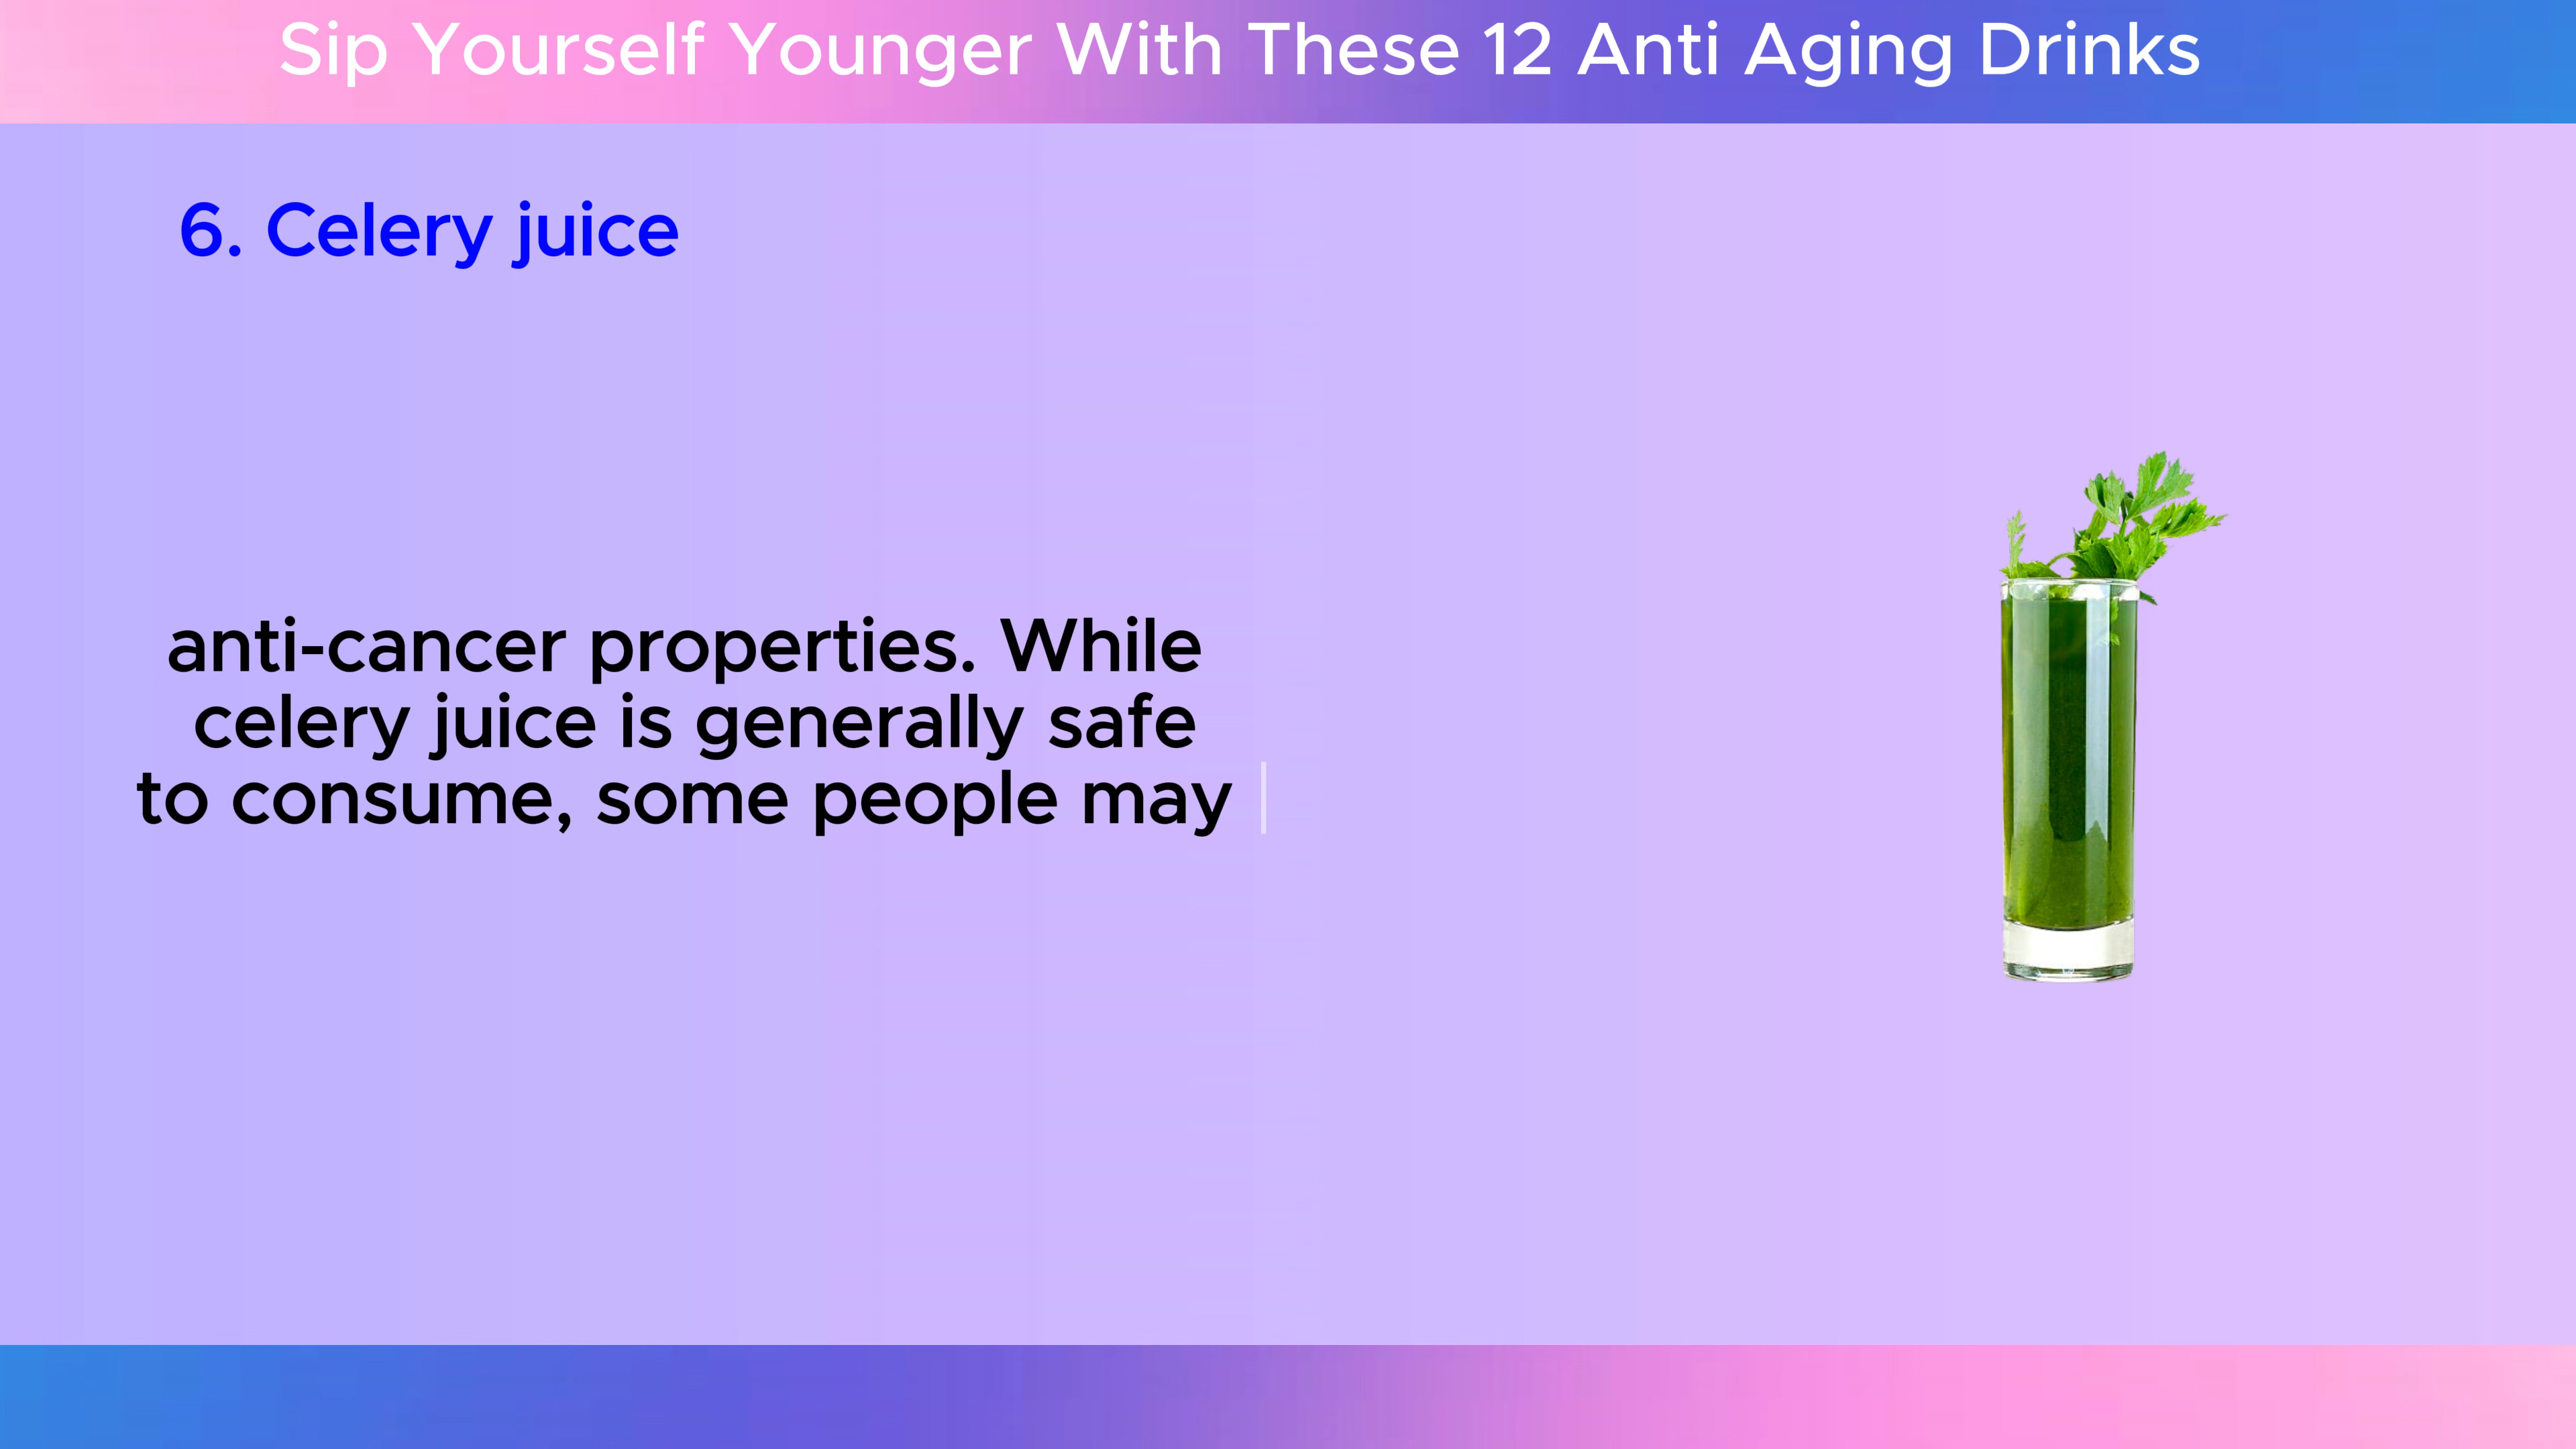 Sip Yourself Younger With These 12 Anti Aging Drinks
6. Celery juice
anti-cancer properties. While
celery juice is generally safe
to consume, some people may